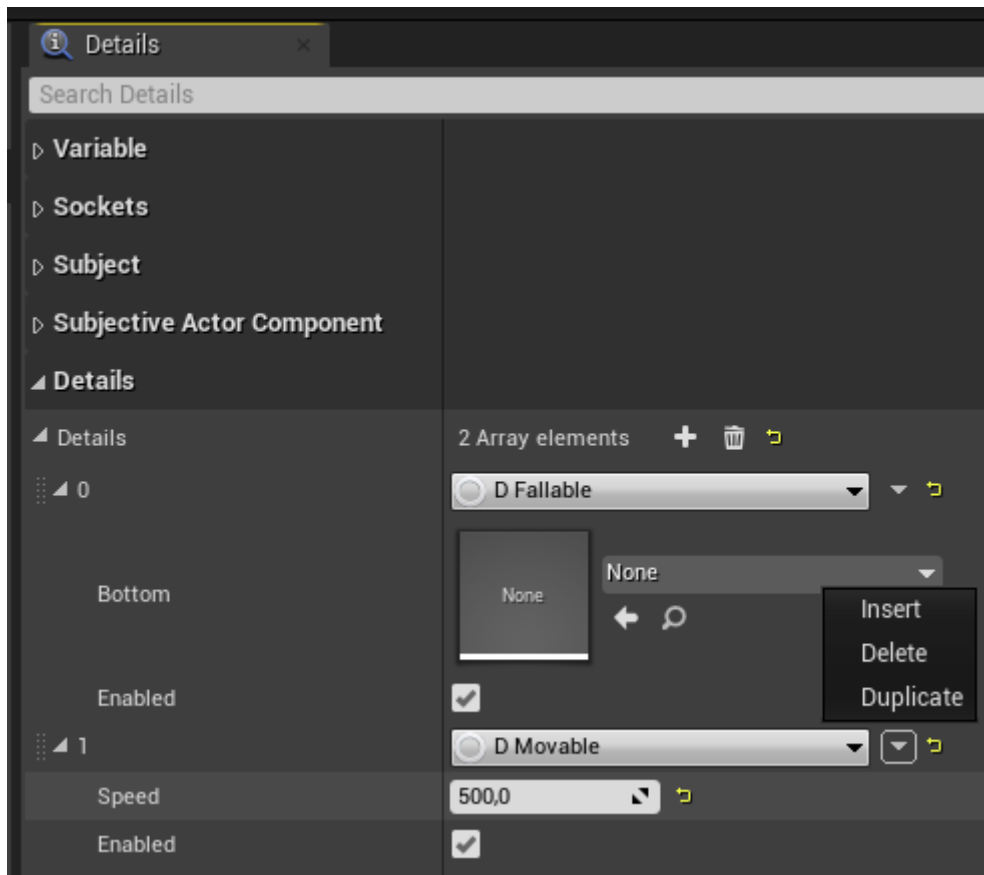 Details
Search Details
Variable
Sockets
Subject
Subjective Actor Component
Details
Details 2 Array elements
0 D Fallable
Bottom None None
Insert
Delete
Enabled Duplicate
1 D Movable
Speed 500,0
Enabled